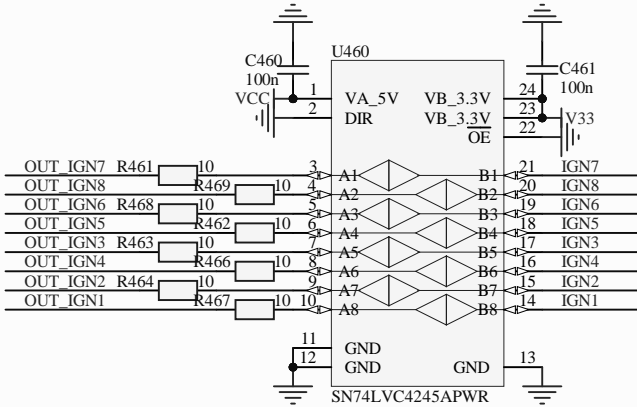 U460
C460
100n
C461
100n
VCC 1 VA_5V VB_3.3V 24
2 DIR VB_3.3V 23 V33
OE 22
OUT_IGN7 R461 10 3 A1 B1 21 IGN7
OUT_IGN8 R469 10 4 A2 B2 20 IGN8
OUT_IGN6 R468 10 5 A3 B3 19 IGN6
OUT_IGN5 R462 10 6 A4 B4 18 IGN5
OUT_IGN3 R463 10 7 A5 B5 17 IGN3
OUT_IGN4 R466 10 8 A6 B6 16 IGN4
OUT_IGN2 R464 10 9 A7 B7 15 IGN2
OUT_IGN1 R467 10 10 A8 B8 14 IGN1
11 GND
12 GND GND 13
SN74LVC4245APWR